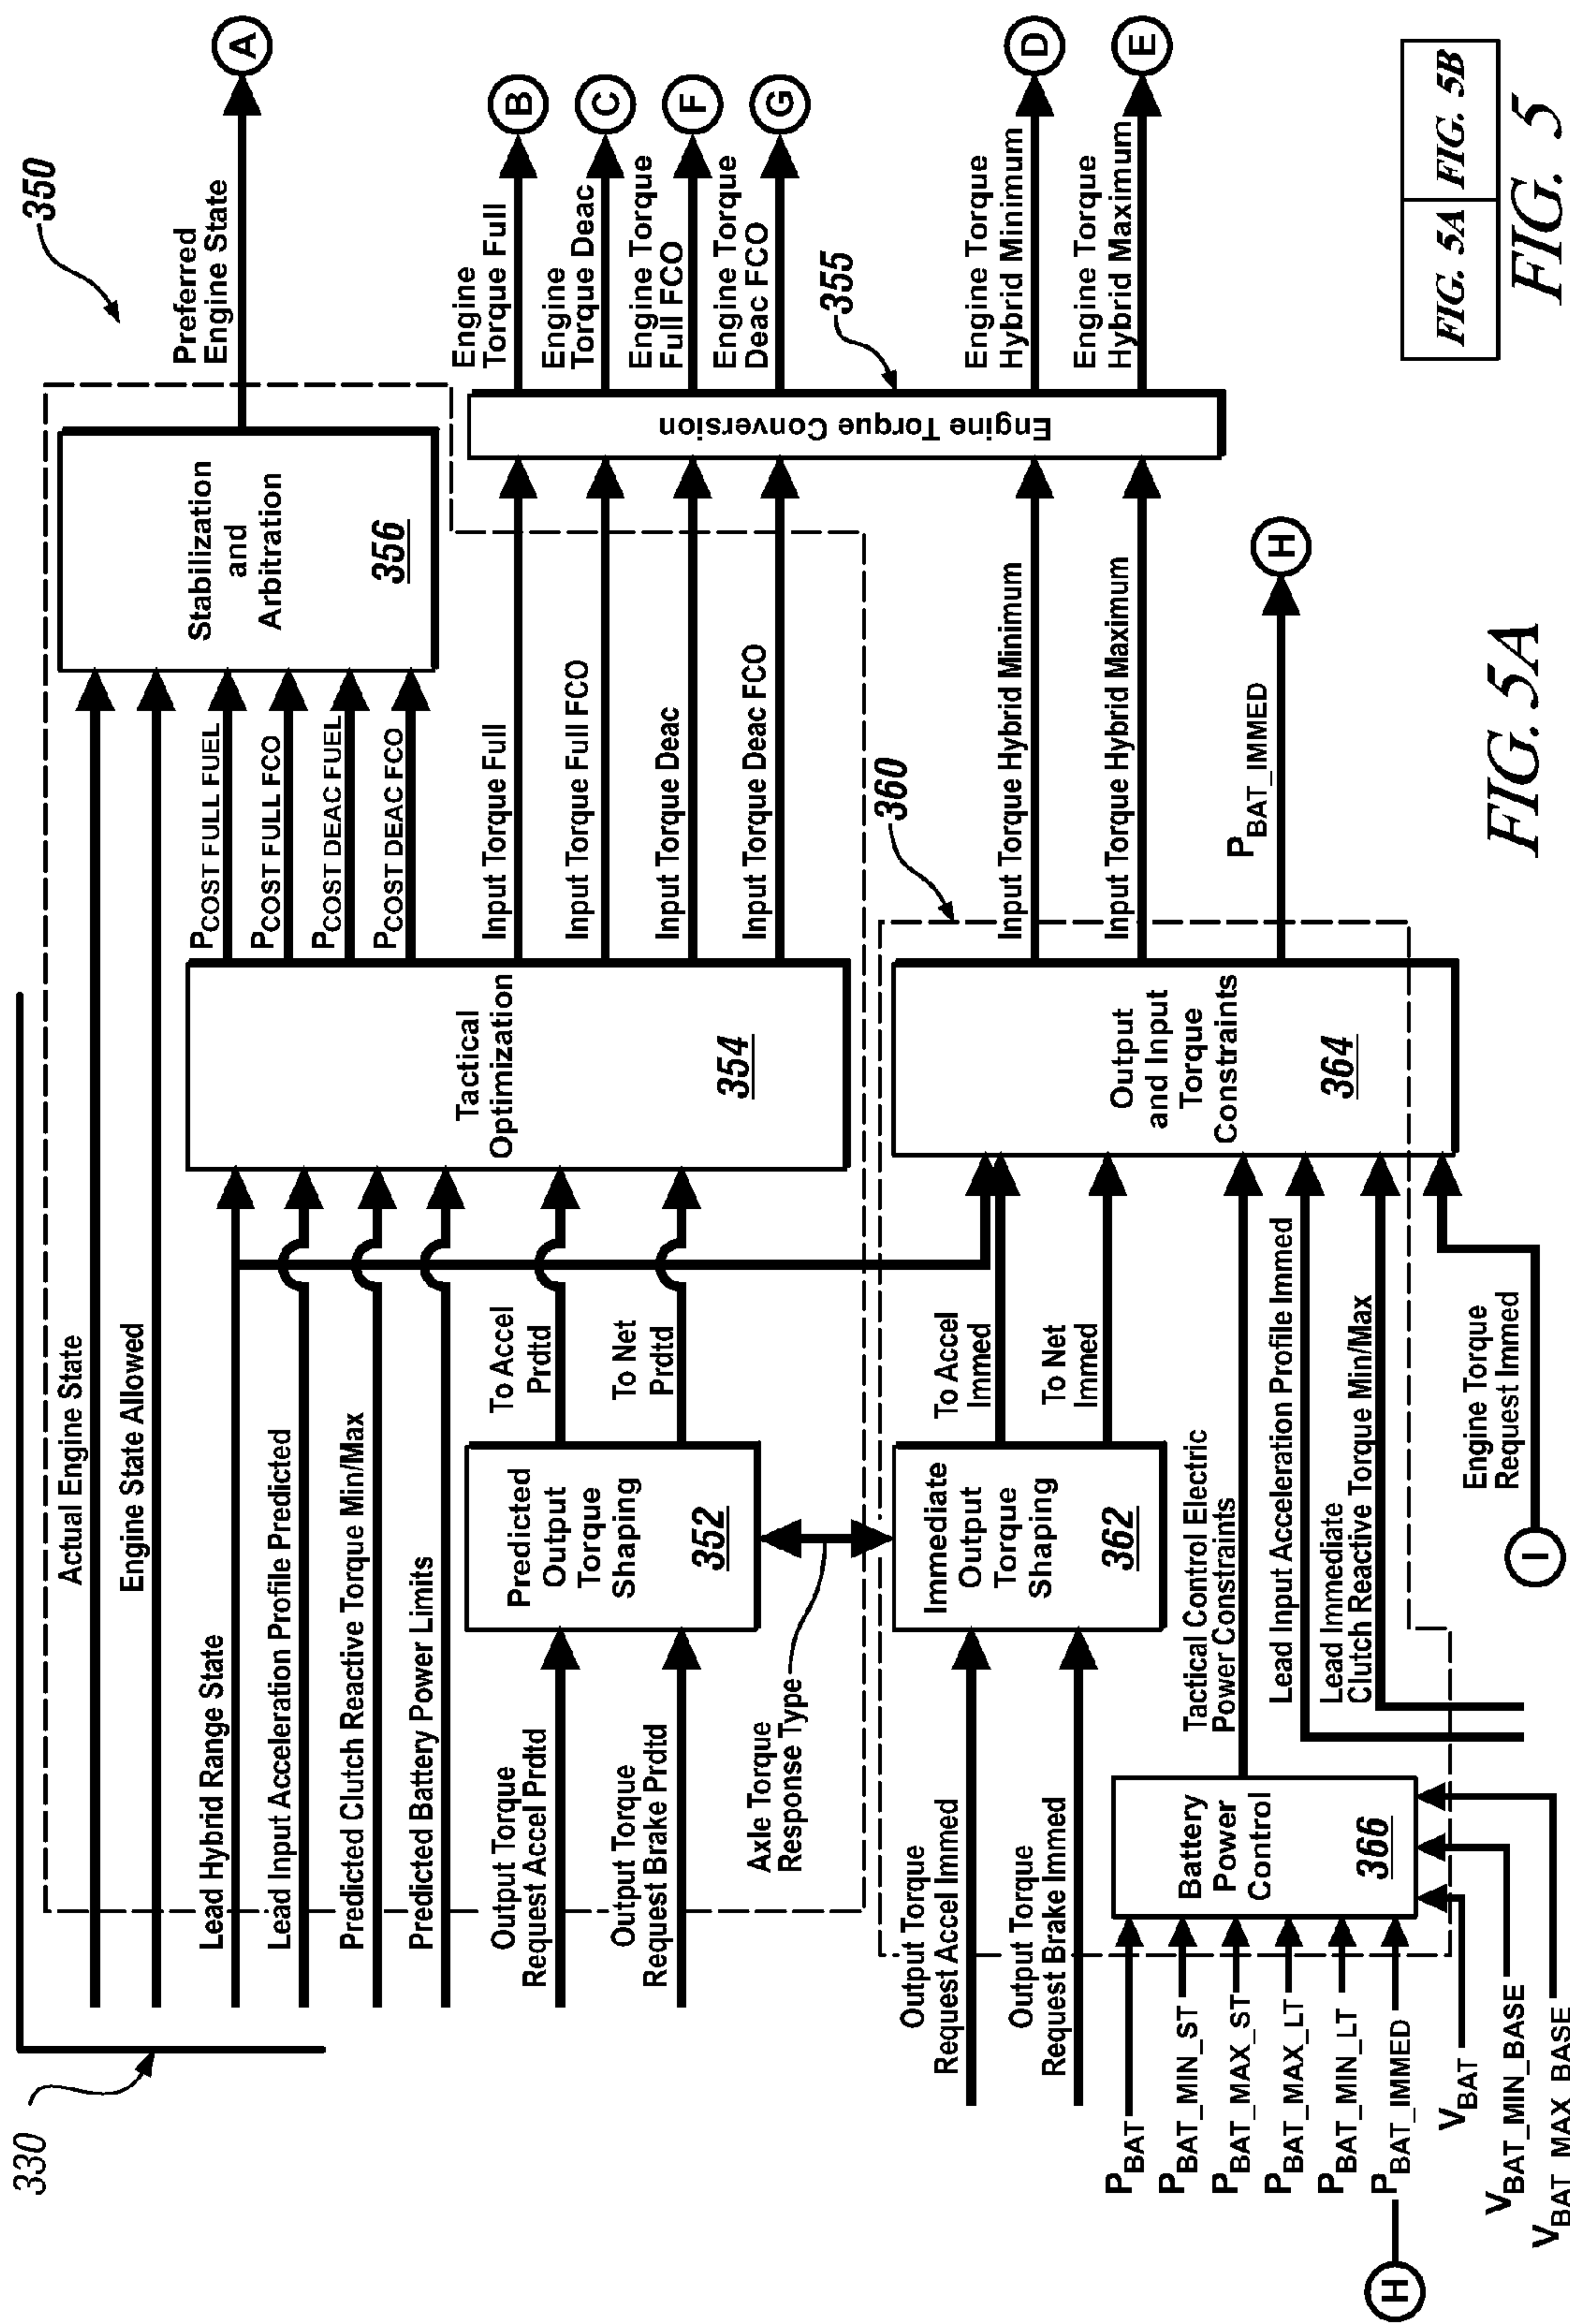 330
350
Actual Engine State
Engine State Allowed
Lead Hybrid Range State
Lead Input Acceleration Profile Predicted
Predicted Clutch Reactive Torque Min/Max
Predicted Battery Power Limits
Output Torque
Request Accel Prdtd
Output Torque
Request Brake Prdtd
Predicted
Output
Torque
Shaping
352
To Accel
Prdtd
To Net
Prdtd
Tactical
Optimization
354
PCOST FULL FUEL
PCOST FULL FCO
PCOST DEAC FUEL
PCOST DEAC FCO
Stabilization
and
Arbitration
356
Preferred
Engine State
A
Input Torque Full
Input Torque Full FCO
Input Torque Deac
Input Torque Deac FCO
Engine Torque Conversion
355
Engine
Torque Full
B
Engine
Torque Deac
C
Engine Torque
Full FCO
F
Engine Torque
Deac FCO
G
Axle Torque
Response Type
360
Output Torque
Request Accel Immed
Output Torque
Request Brake Immed
Immediate
Output
Torque
Shaping
362
To Accel
Immed
To Net
Immed
Output
and Input
Torque
Constraints
364
Input Torque Hybrid Minimum
Input Torque Hybrid Maximum
Engine Torque
Hybrid Minimum
D
Engine Torque
Hybrid Maximum
E
PBAT_IMMED
H
Tactical Control Electric
Power Constraints
Lead Input Acceleration Profile Immed
Lead Immediate
Clutch Reactive Torque Min/Max
Battery
Power
Control
366
PBAT
PBAT_MIN_ST
PBAT_MAX_ST
PBAT_MAX_LT
PBAT_MIN_LT
H
PBAT_IMMED
VBAT
VBAT_MIN_BASE
VBAT_MAX_BASE
I
Engine Torque
Request Immed
FIG. 5A
FIG. 5A FIG. 5B
FIG. 5